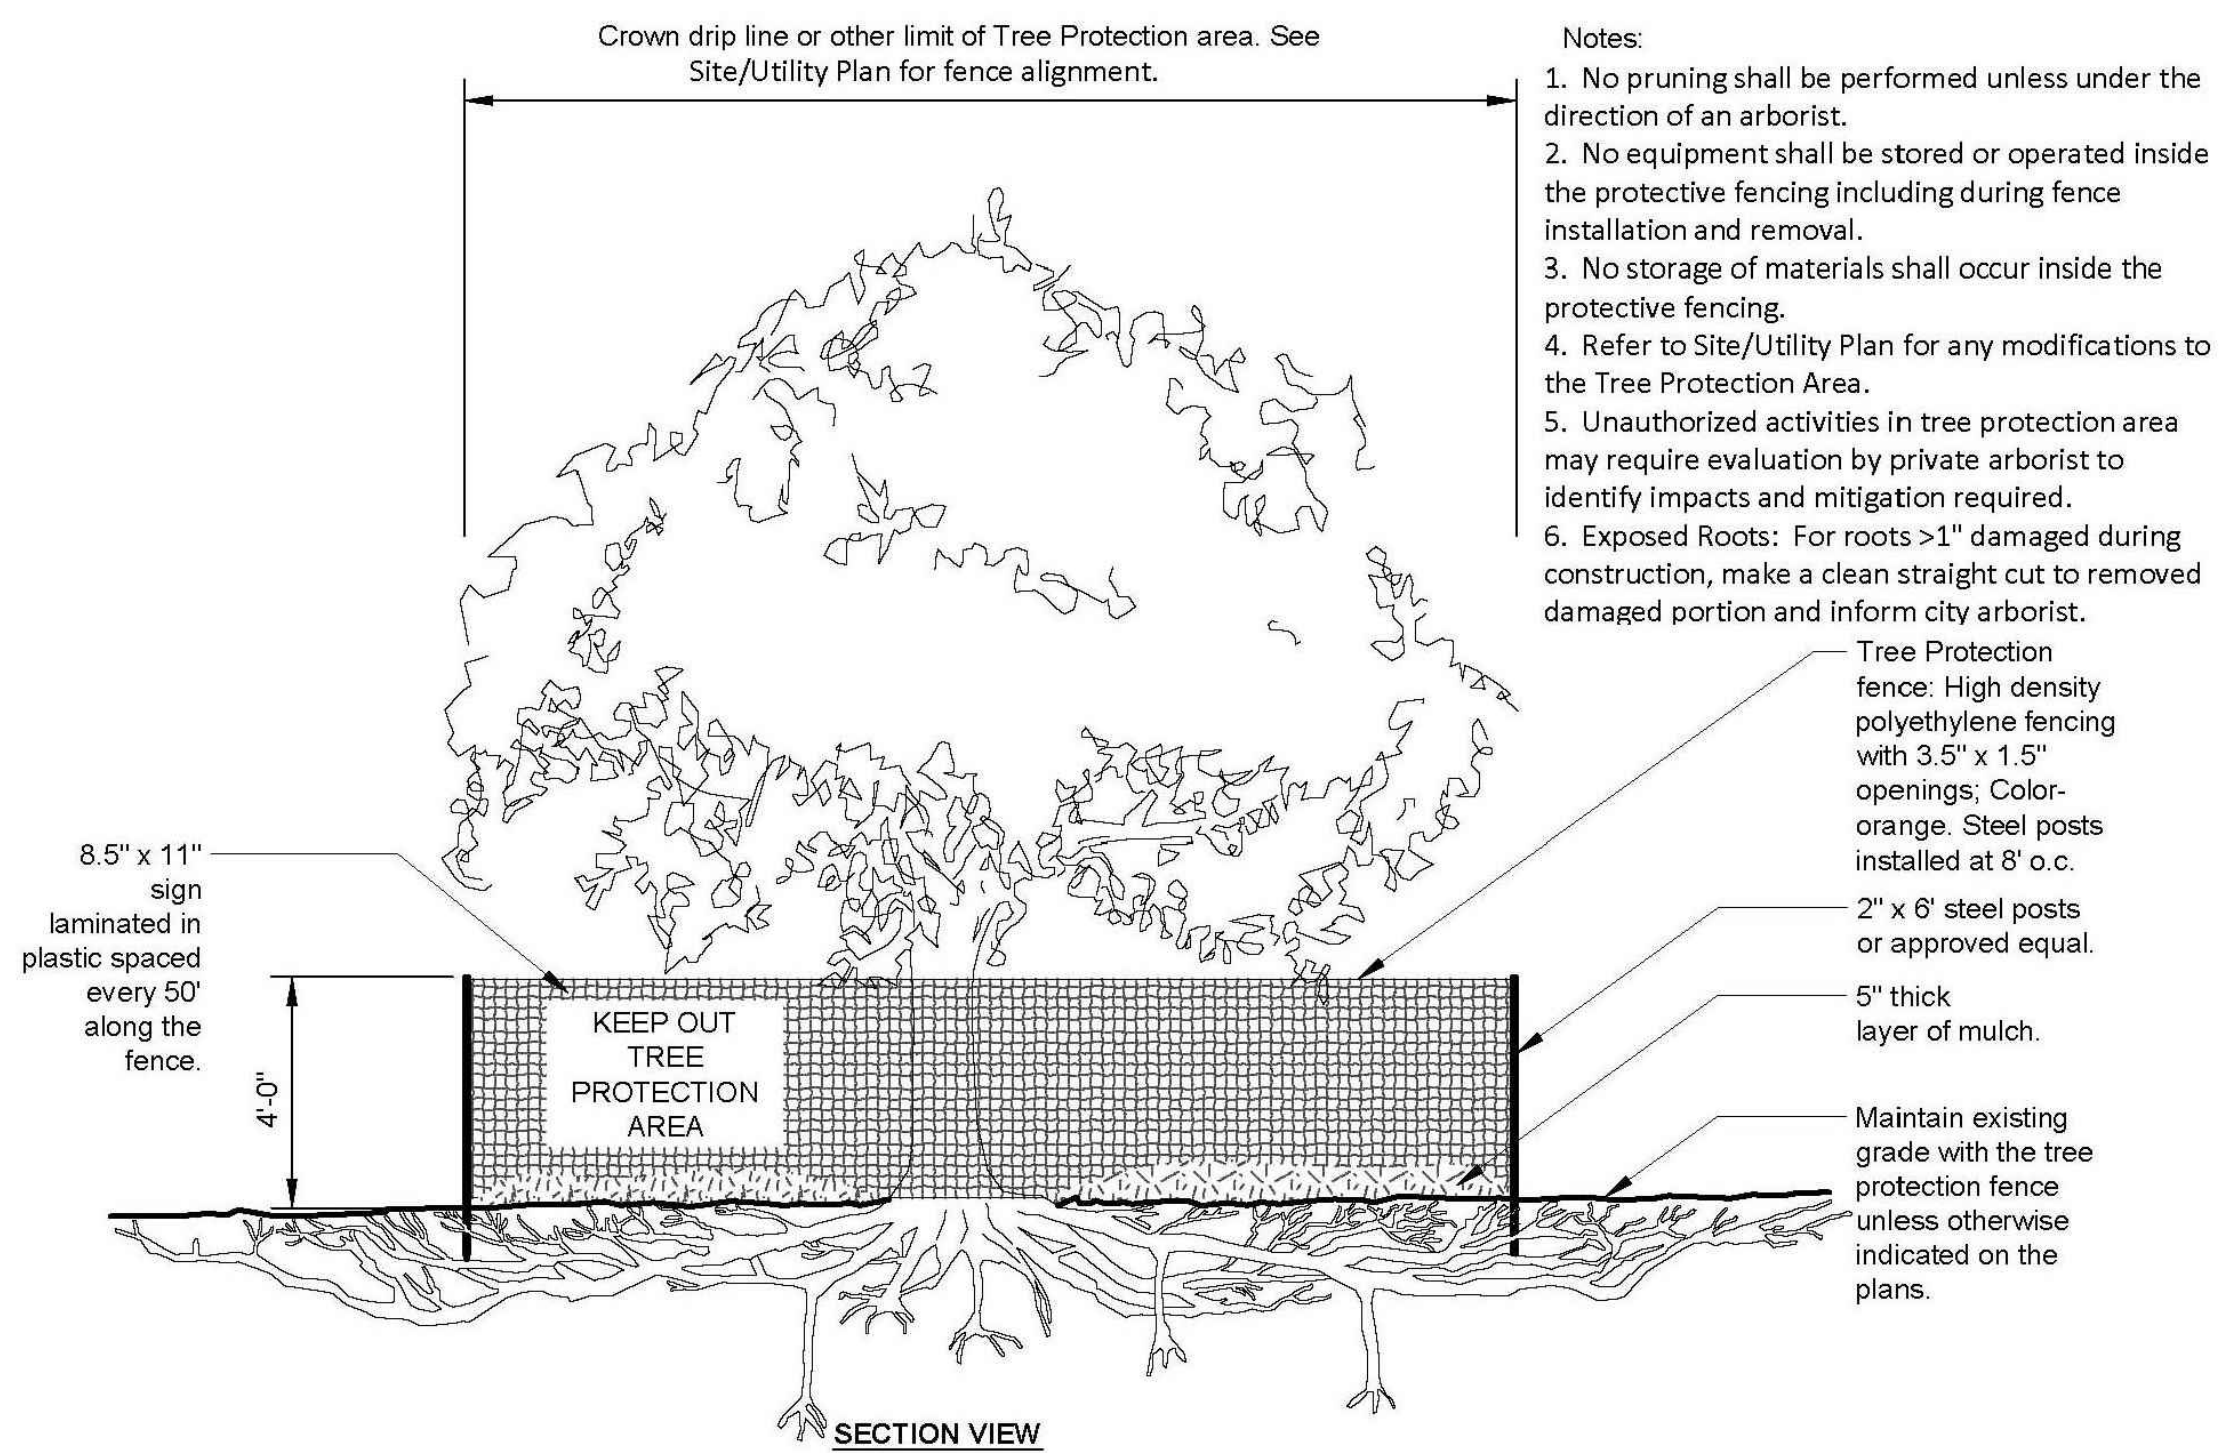 Crown drip line or other limit of Tree Protection area. See
Site/Utility Plan for fence alignment.
Notes:
1. No pruning shall be performed unless under the
direction of an arborist.
2. No equipment shall be stored or operated inside
the protective fencing including during fence
installation and removal.
3. No storage of materials shall occur inside the
protective fencing.
4. Refer to Site/Utility Plan for any modifications to
the Tree Protection Area.
5. Unauthorized activities in tree protection area
may require evaluation by private arborist to
identify impacts and mitigation required.
6. Exposed Roots: For roots >1" damaged during
construction, make a clean straight cut to removed
damaged portion and inform city arborist.
Tree Protection
fence: High density
polyethylene fencing
with 3.5" x 1.5"
openings; Color-
orange. Steel posts
installed at 8' o.c.
2" x 6' steel posts
or approved equal.
5" thick
layer of mulch.
Maintain existing
grade with the tree
protection fence
unless otherwise
indicated on the
plans.
8.5" x 11"
sign
laminated in
plastic spaced
every 50'
along the
fence.
4'-0"
KEEP OUT
TREE
PROTECTION
AREA
SECTION VIEW